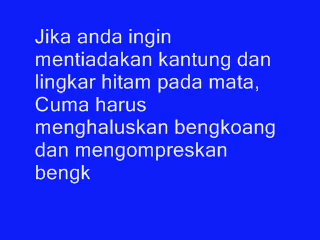 Jika anda ingin
mentiadakan kantung dan
lingkar hitam pada mata,
Cuma harus
menghaluskan bengkoang
dan mengompreskan
bengk